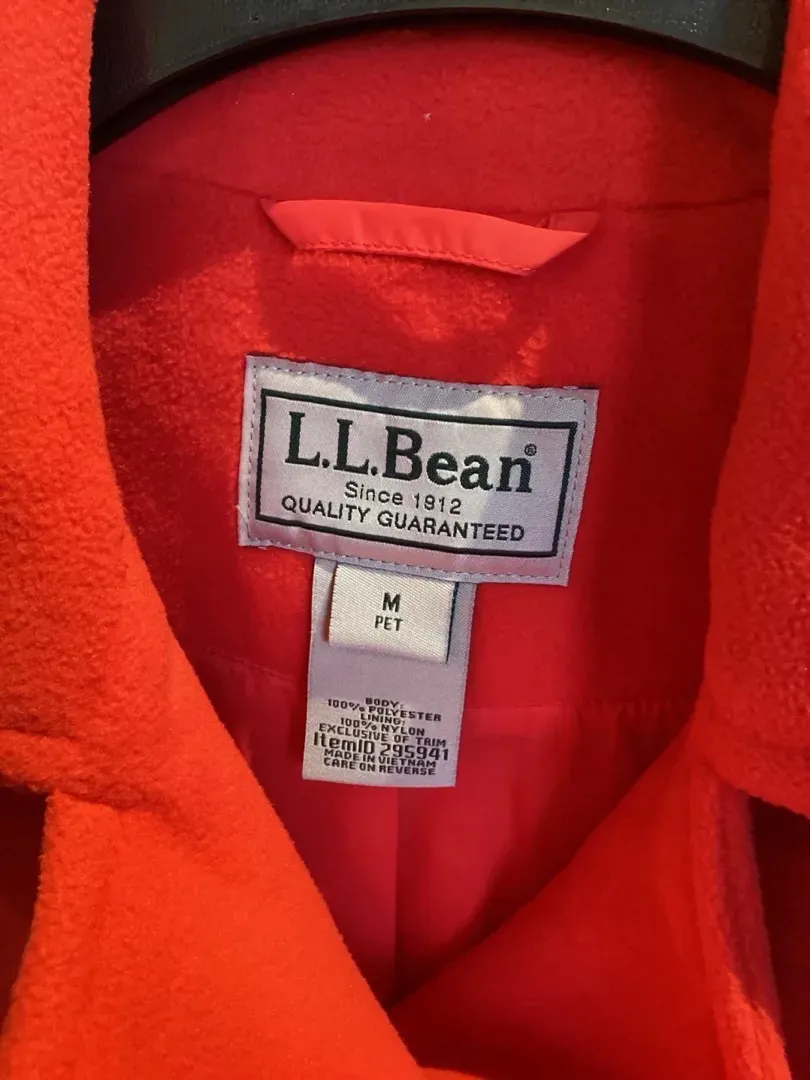 L.L.Bean®
Since 1912
QUALITY GUARANTEED
M
PET
BODY:
100% POLYESTER
LINING:
100% NYLON
EXCLUSIVE OF TRIM
ItemID 295941
MADE IN VIETNAM
CARE ON REVERSE